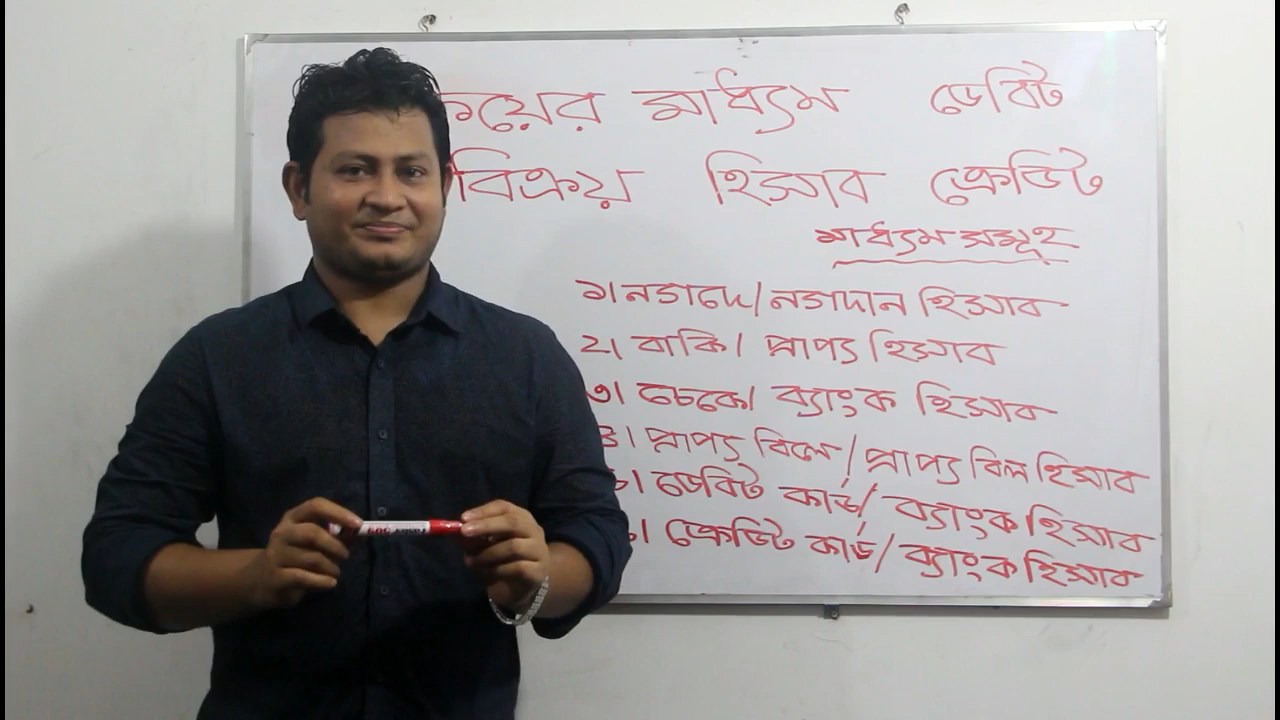 মাধ্যম ডেবিট
বিক্রয় হিসাব ক্রেডিট
মাধ্যম সমূহ
১। নগদে/নগদান হিসাব
২। বাকি। প্রাপ্য হিসাব
৩। চেকে। ব্যাংক হিসাব
৪। প্রাপ্য বিলে/প্রাপ্য বিল হিসাব
। ডেবিট কার্ড/ ব্যাংক হিসাব
। ক্রেডিট কার্ড/ ব্যাংক হিসাব